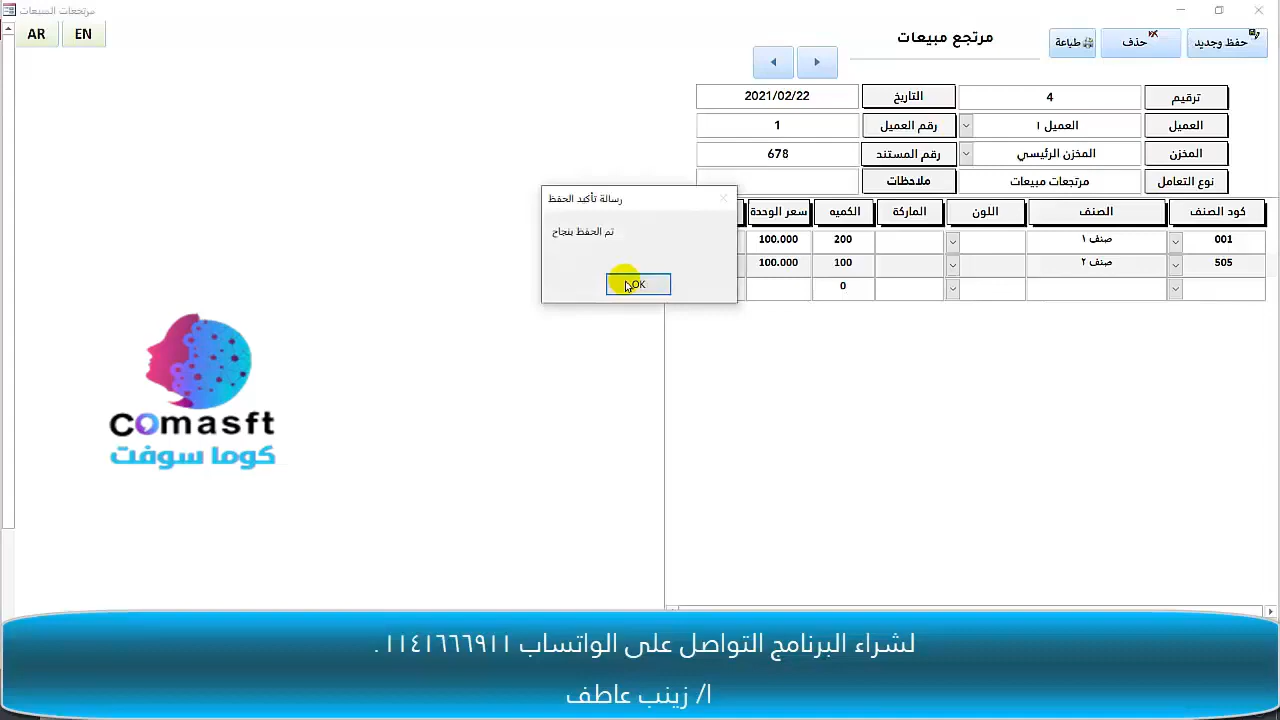 مرتجعات المبيعات
AR EN
مرتجع مبيعات
حفظ وجديد حذف طباعة
ترقيم 4 التاريخ 2021/02/22
العميل العميل ١ رقم العميل 1
المخزن المخزن الرئيسي رقم المستند 678
نوع التعامل مرتجعات مبيعات ملاحظات
كود الصنف الصنف اللون الماركة الكميه سعر الوحدة
001 صنف ١ 200 100.000
505 صنف ٢ 100 100.000
0
رسالة تأكيد الحفظ
تم الحفظ بنجاح
OK
comasft
كوما سوفت
لشراء البرنامج التواصل على الواتساب ١١٤١٦٦٦٩١١ .
ا/ زينب عاطف